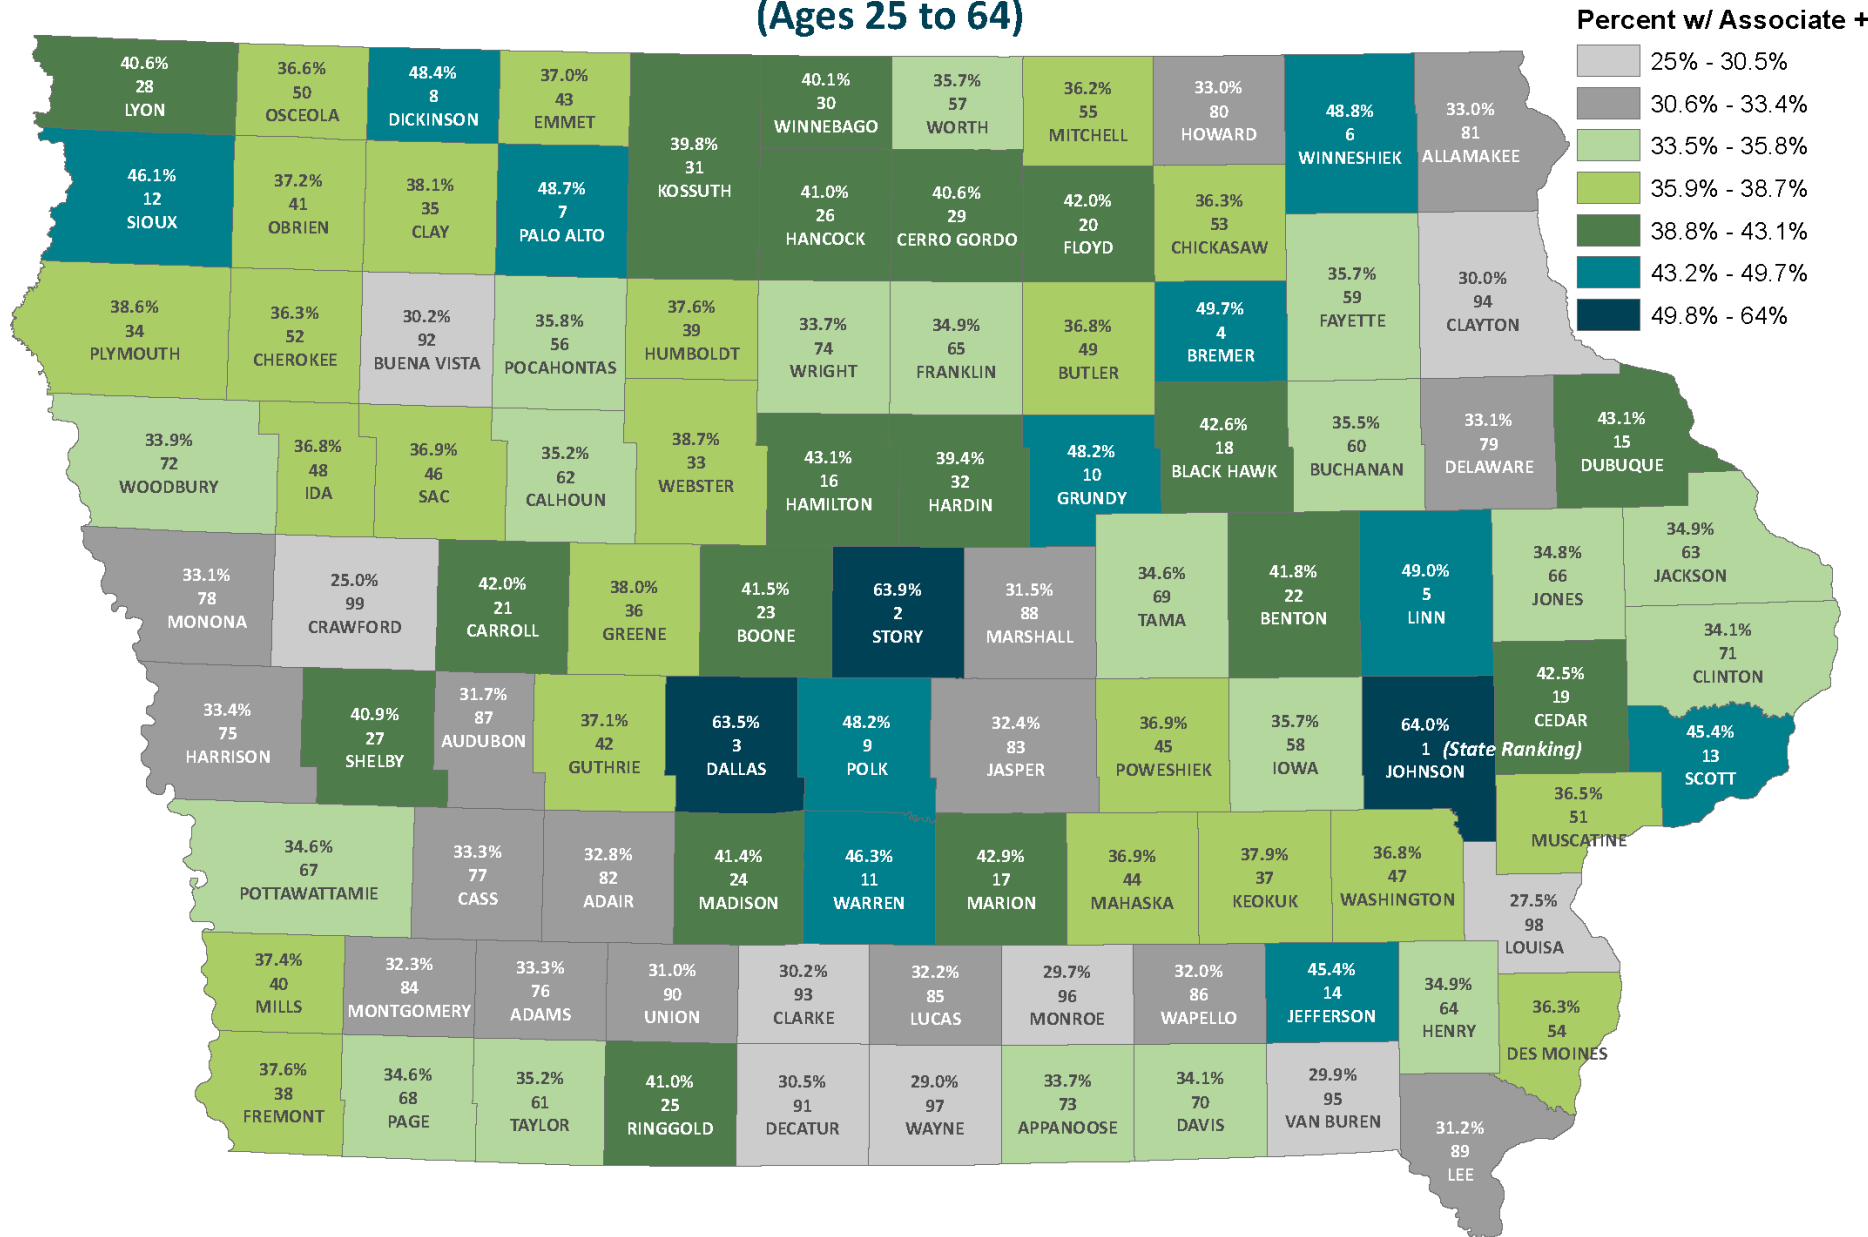 (Ages 25 to 64)
Percent w/ Associate +
25% - 30.5%
30.6% - 33.4%
33.5% - 35.8%
35.9% - 38.7%
38.8% - 43.1%
43.2% - 49.7%
49.8% - 64%
40.6%
28
LYON
36.6%
50
OSCEOLA
48.4%
8
DICKINSON
37.0%
43
EMMET
39.8%
31
KOSSUTH
40.1%
30
WINNEBAGO
35.7%
57
WORTH
36.2%
55
MITCHELL
33.0%
80
HOWARD
48.8%
6
WINNESHIEK
33.0%
81
ALLAMAKEE
46.1%
12
SIOUX
37.2%
41
OBRIEN
38.1%
35
CLAY
48.7%
7
PALO ALTO
41.0%
26
HANCOCK
40.6%
29
CERRO GORDO
42.0%
20
FLOYD
36.3%
53
CHICKASAW
35.7%
59
FAYETTE
30.0%
94
CLAYTON
38.6%
34
PLYMOUTH
36.3%
52
CHEROKEE
30.2%
92
BUENA VISTA
35.8%
56
POCAHONTAS
37.6%
39
HUMBOLDT
33.7%
74
WRIGHT
34.9%
65
FRANKLIN
36.8%
49
BUTLER
49.7%
4
BREMER
33.9%
72
WOODBURY
36.8%
48
IDA
36.9%
46
SAC
35.2%
62
CALHOUN
38.7%
33
WEBSTER
43.1%
16
HAMILTON
39.4%
32
HARDIN
48.2%
10
GRUNDY
42.6%
18
BLACK HAWK
35.5%
60
BUCHANAN
33.1%
79
DELAWARE
43.1%
15
DUBUQUE
33.1%
78
MONONA
25.0%
99
CRAWFORD
42.0%
21
CARROLL
38.0%
36
GREENE
41.5%
23
BOONE
63.9%
2
STORY
31.5%
88
MARSHALL
34.6%
69
TAMA
41.8%
22
BENTON
49.0%
5
LINN
34.8%
66
JONES
34.9%
63
JACKSON
34.1%
71
CLINTON
33.4%
75
HARRISON
40.9%
27
SHELBY
31.7%
87
AUDUBON
37.1%
42
GUTHRIE
63.5%
3
DALLAS
48.2%
9
POLK
32.4%
83
JASPER
36.9%
45
POWESHIEK
35.7%
58
IOWA
64.0%
1 (State Ranking)
JOHNSON
42.5%
19
CEDAR
45.4%
13
SCOTT
36.5%
51
MUSCATINE
34.6%
67
POTTAWATTAMIE
33.3%
77
CASS
32.8%
82
ADAIR
41.4%
24
MADISON
46.3%
11
WARREN
42.9%
17
MARION
36.9%
44
MAHASKA
37.9%
37
KEOKUK
36.8%
47
WASHINGTON
27.5%
98
LOUISA
37.4%
40
MILLS
32.3%
84
MONTGOMERY
33.3%
76
ADAMS
31.0%
90
UNION
30.2%
93
CLARKE
32.2%
85
LUCAS
29.7%
96
MONROE
32.0%
86
WAPELLO
45.4%
14
JEFFERSON
34.9%
64
HENRY
36.3%
54
DES MOINES
37.6%
38
FREMONT
34.6%
68
PAGE
35.2%
61
TAYLOR
41.0%
25
RINGGOLD
30.5%
91
DECATUR
29.0%
97
WAYNE
33.7%
73
APPANOOSE
34.1%
70
DAVIS
29.9%
95
VAN BUREN
31.2%
89
LEE